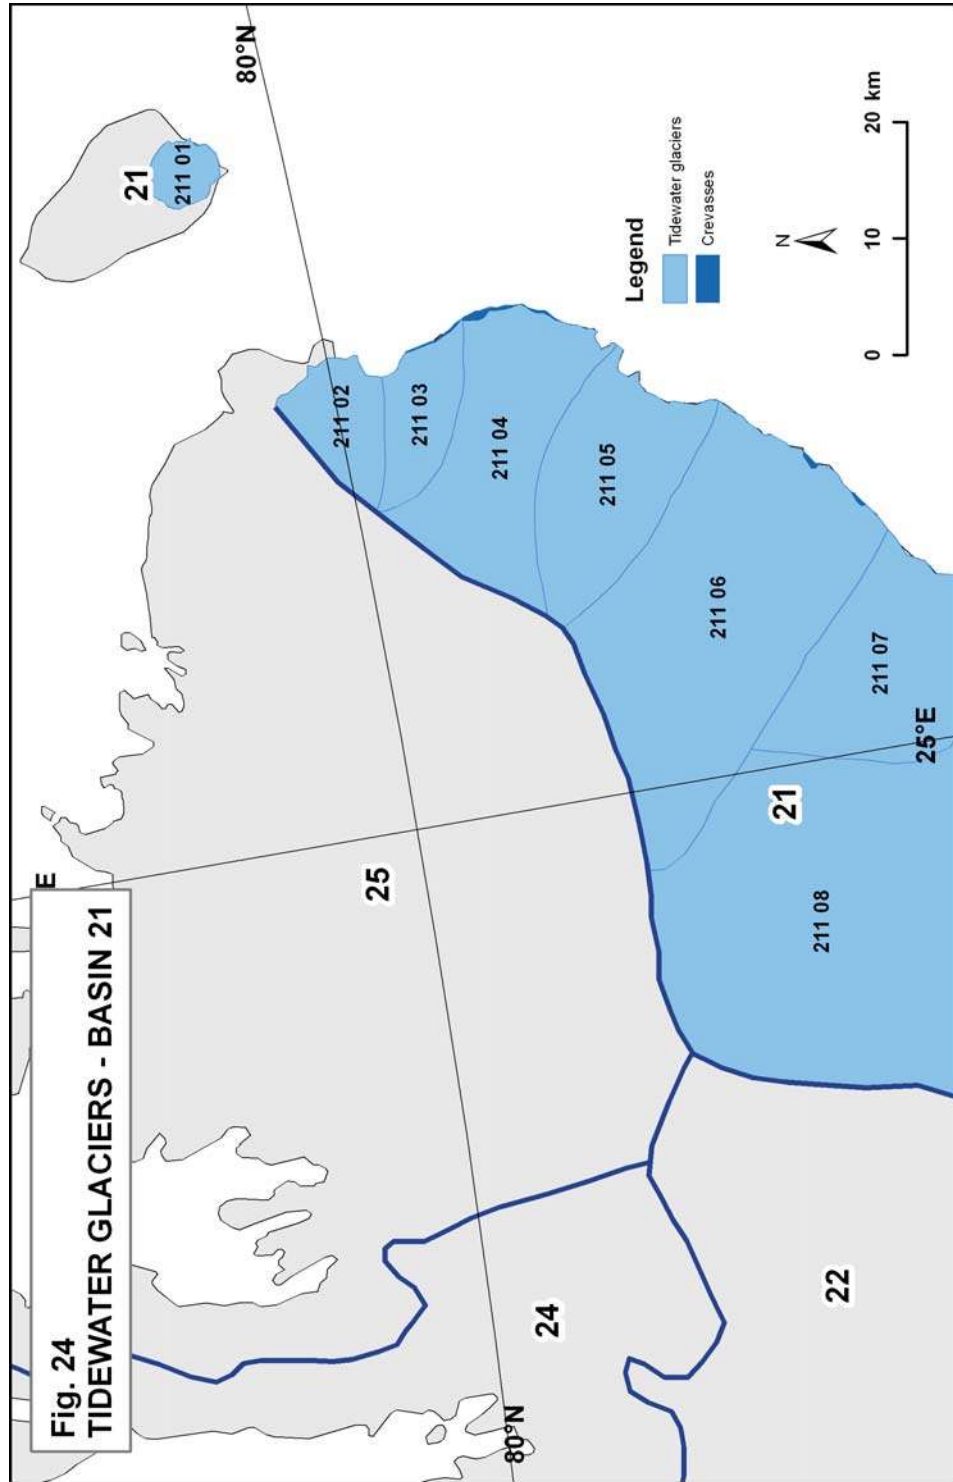 Fig. 24
TIDEWATER GLACIERS - BASIN 21
E
80°N
21
211 01
211 02
211 03
211 04
211 05
211 06
211 07
211 08
21
25°E
25
24
22
80°N
Legend
Tidewater glaciers
Crevasses
N
0 10 20 km